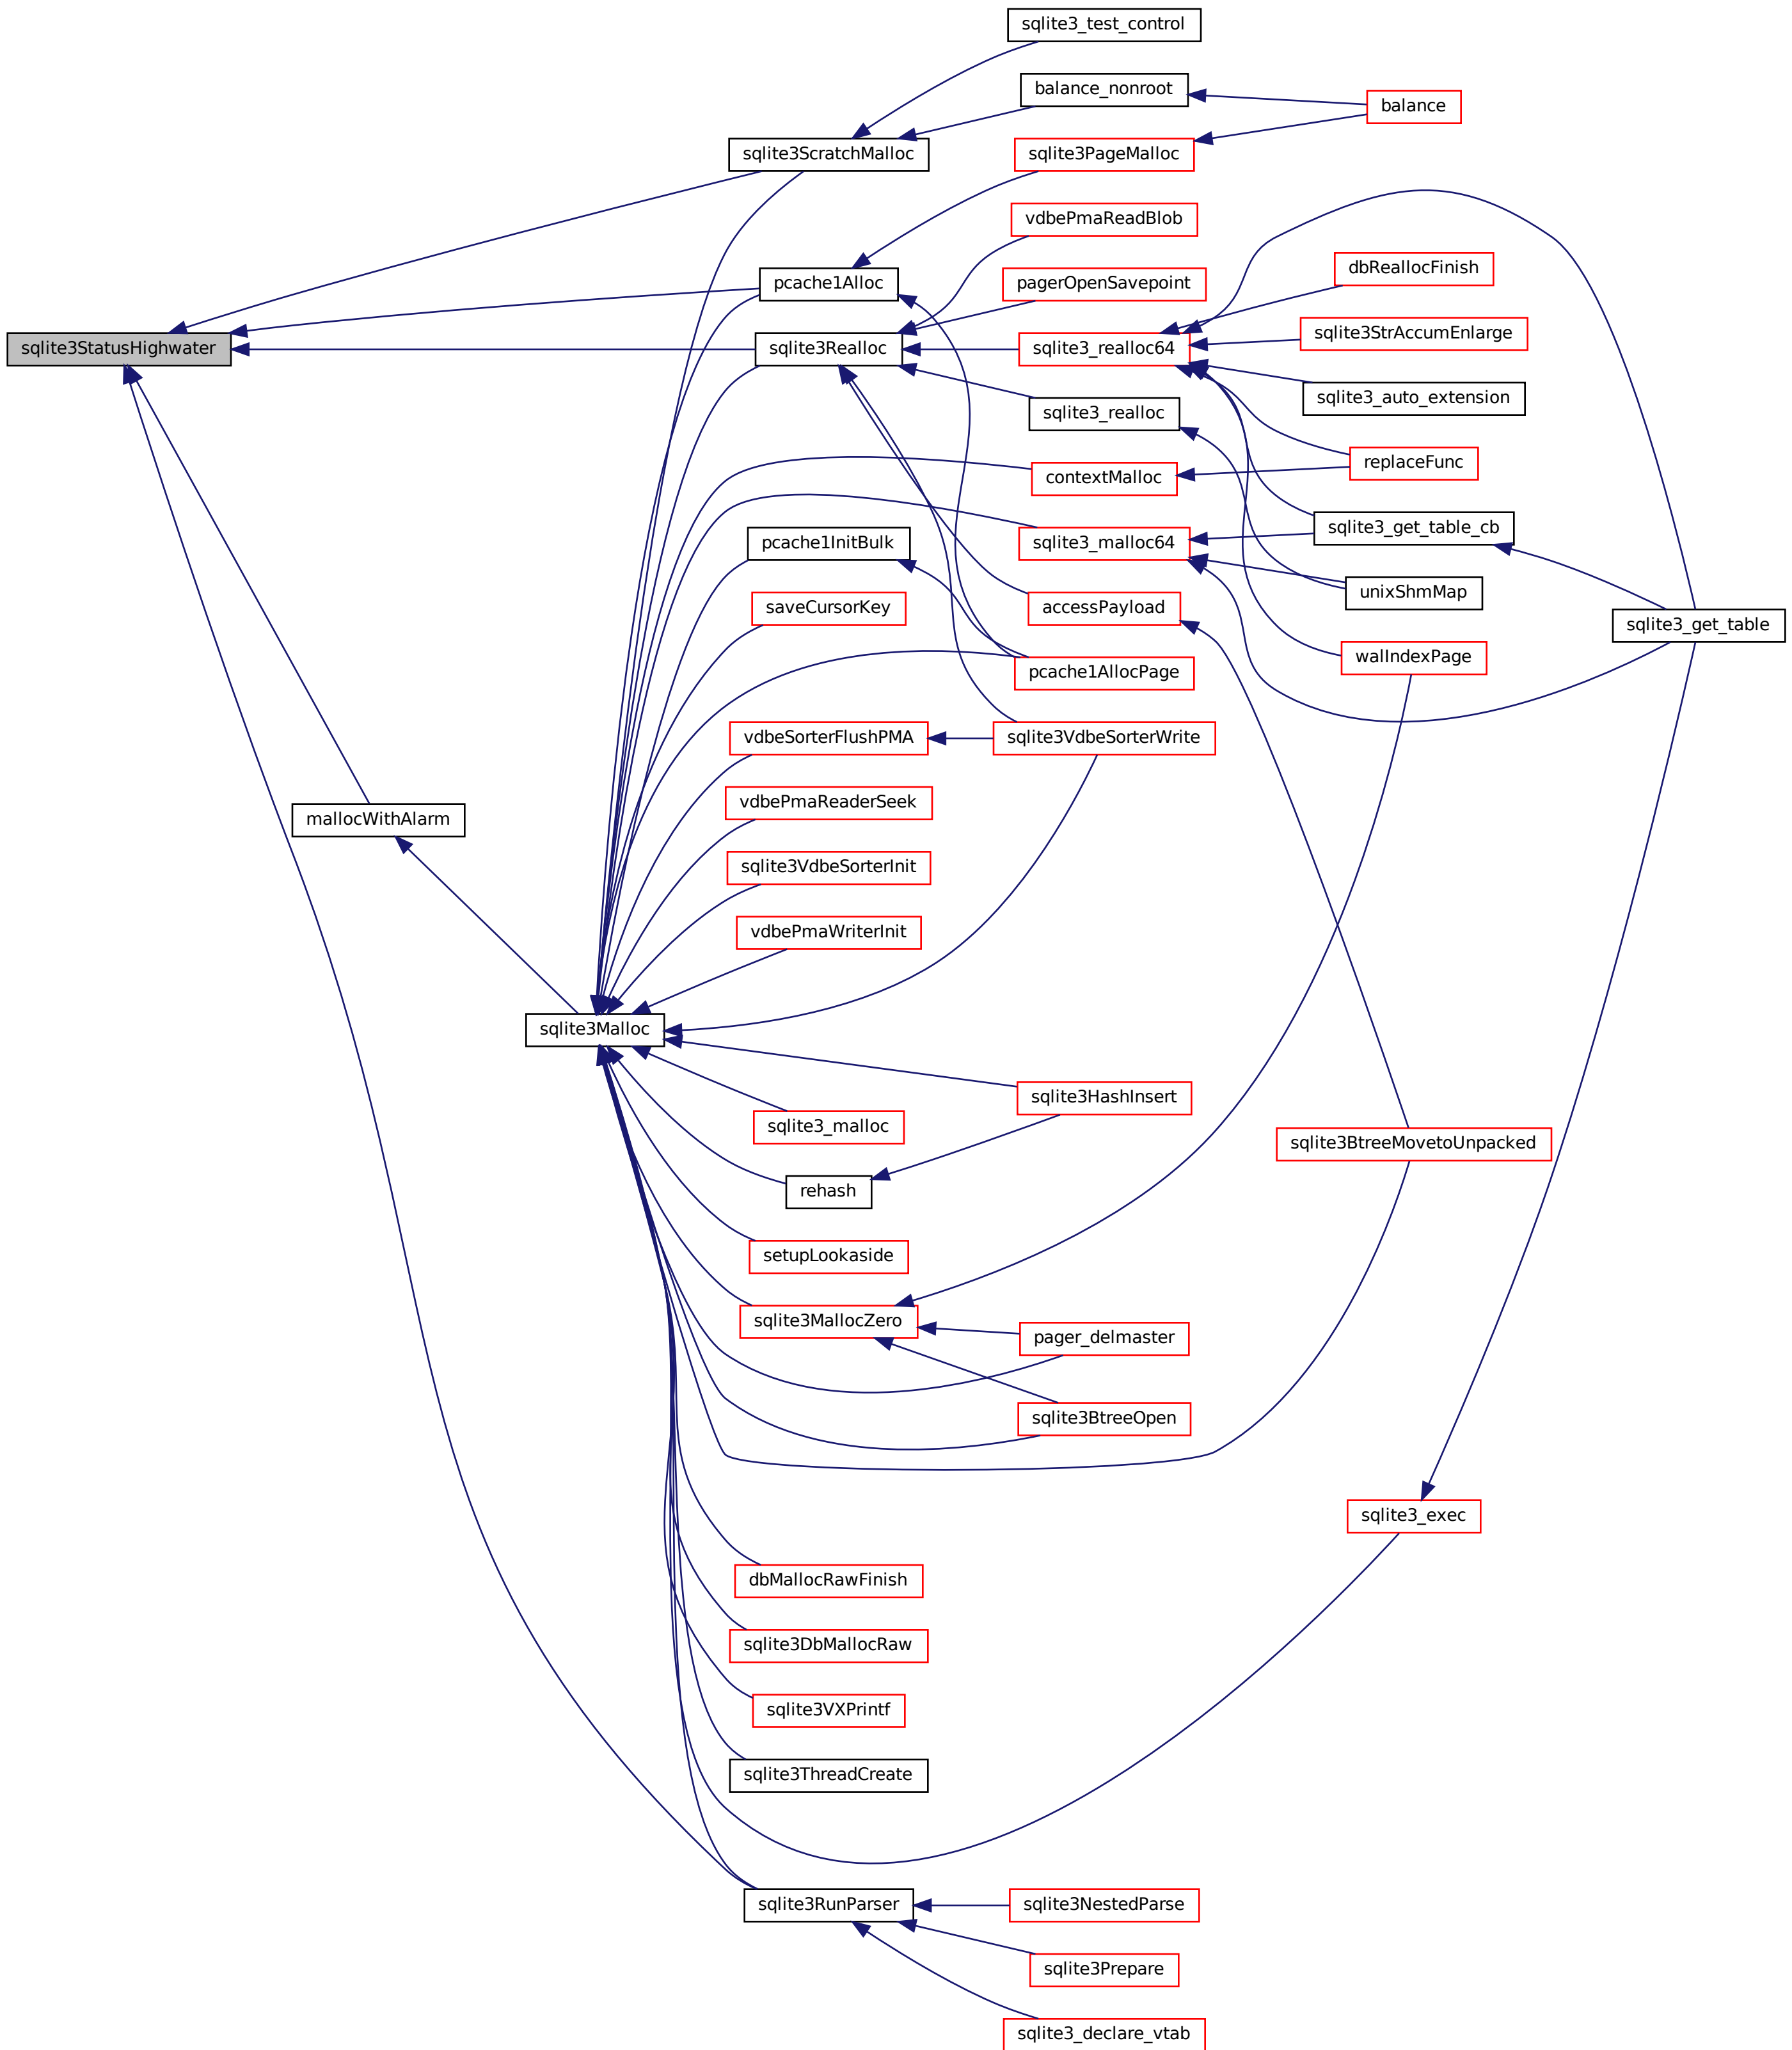 sqlite3_test_control
balance_nonroot
balance
sqlite3ScratchMalloc
sqlite3PageMalloc
vdbePmaReadBlob
dbReallocFinish
pcache1Alloc
pagerOpenSavepoint
sqlite3StrAccumEnlarge
sqlite3StatusHighwater
sqlite3Realloc
sqlite3_realloc64
sqlite3_auto_extension
sqlite3_realloc
replaceFunc
contextMalloc
sqlite3_get_table_cb
pcache1InitBulk
sqlite3_malloc64
unixShmMap
saveCursorKey
accessPayload
sqlite3_get_table
walIndexPage
pcache1AllocPage
vdbeSorterFlushPMA
sqlite3VdbeSorterWrite
vdbePmaReaderSeek
mallocWithAlarm
sqlite3VdbeSorterInit
vdbePmaWriterInit
sqlite3Malloc
sqlite3HashInsert
sqlite3_malloc
sqlite3BtreeMovetoUnpacked
rehash
setupLookaside
sqlite3MallocZero
pager_delmaster
sqlite3BtreeOpen
sqlite3_exec
dbMallocRawFinish
sqlite3DbMallocRaw
sqlite3VXPrintf
sqlite3ThreadCreate
sqlite3RunParser
sqlite3NestedParse
sqlite3Prepare
sqlite3_declare_vtab